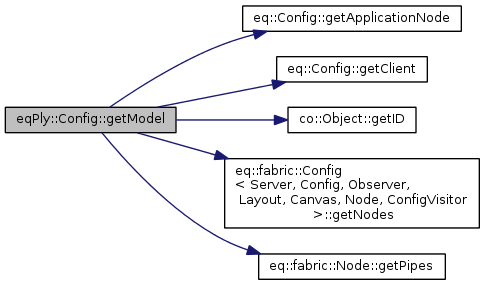 eq::Config::getApplicationNode
eq::Config::getClient
eqPly::Config::getModel
co::Object::getID
eq::fabric::Config
< Server, Config, Observer,
Layout, Canvas, Node, ConfigVisitor
>::getNodes
eq::fabric::Node::getPipes